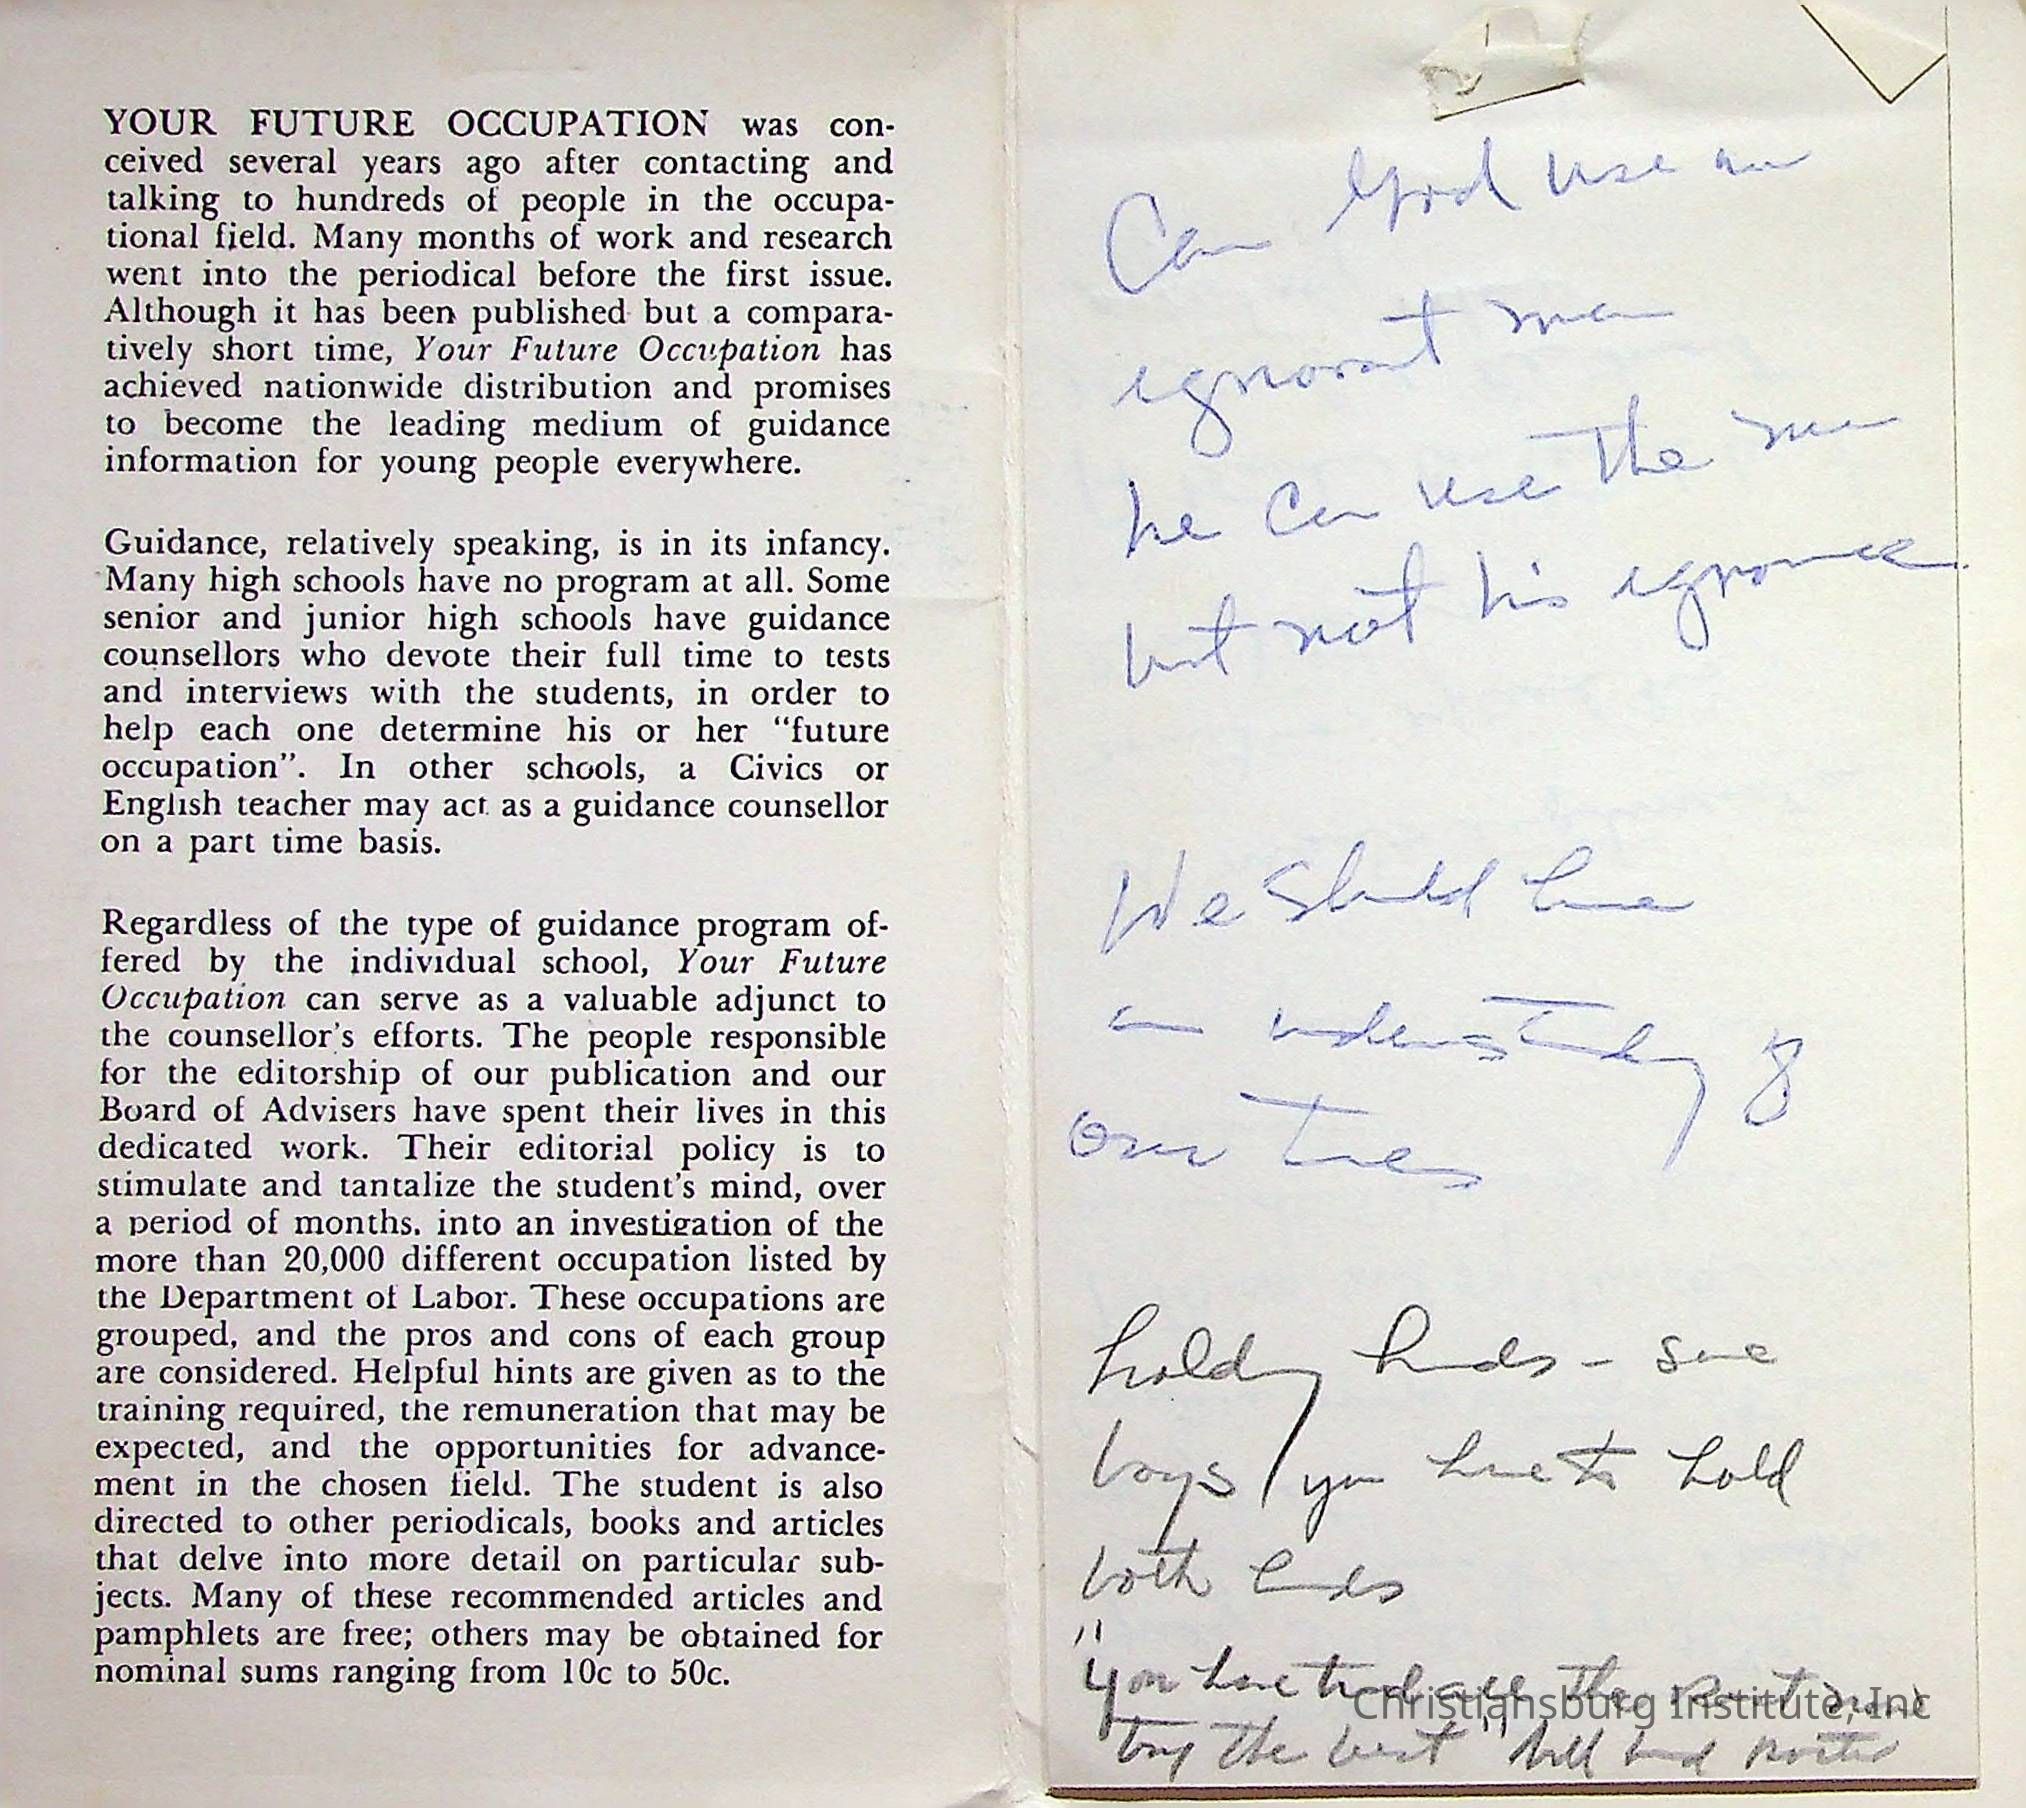 YOUR FUTURE OCCUPATION was con-
ceived several years ago after contacting and
talking to hundreds of people in the occupa-
tional field. Many months of work and research
went into the periodical before the first issue.
Although it has been published but a compara-
tively short time, Your Future Occupation has
achieved nationwide distribution and promises
to become the leading medium of guidance
information for young people everywhere.
Guidance, relatively speaking, is in its infancy.
Many high schools have no program at all. Some
senior and junior high schools have guidance
counsellors who devote their full time to tests
and interviews with the students, in order to
help each one determine his or her “future
occupation”. In other schools, a Civics or
English teacher may act as a guidance counsellor
on a part time basis.
Regardless of the type of guidance program of-
fered by the individual school, Your Future
Occupation can serve as a valuable adjunct to
the counsellor's efforts. The people responsible
for the editorship of our publication and our
Board of Advisers have spent their lives in this
dedicated work. Their editorial policy is to
stimulate and tantalize the student's mind, over
a period of months, into an investigation of the
more than 20,000 different occupation listed by
the Department of Labor. These occupations are
grouped, and the pros and cons of each group
are considered. Helpful hints are given as to the
training required, the remuneration that may be
expected, and the opportunities for advance-
ment in the chosen field. The student is also
directed to other periodicals, books and articles
that delve into more detail on particular sub-
jects. Many of these recommended articles and
pamphlets are free; others may be obtained for
nominal sums ranging from 10c to 50c.
Can God use an
ignorant man
he can use the man
but not his ignorance.
We should have
an understanding of
our times
holding hands - some
boys you have to hold
both hands
"you have tried all the rest now
try the best" bill board poster
Christiansburg Institute, Inc